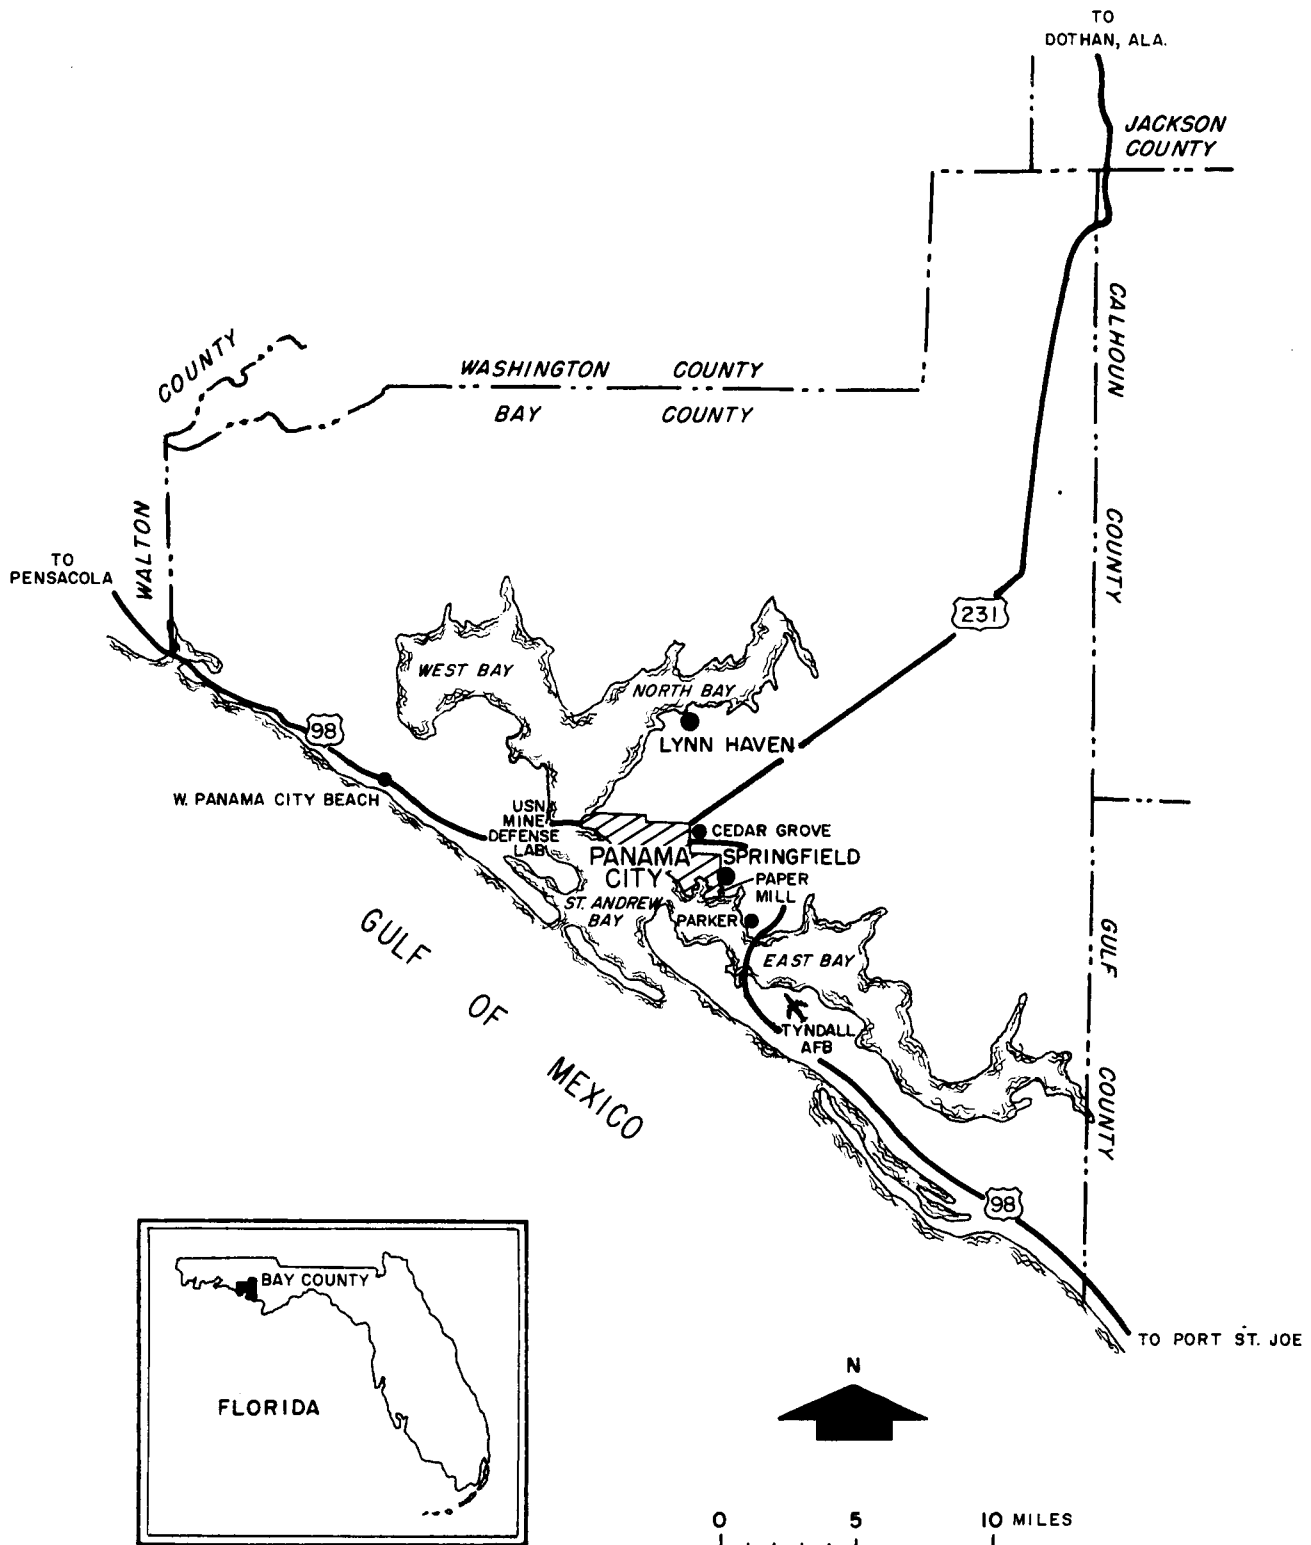 TO
DOTHAN, ALA.
JACKSON
COUNTY
COUNTY
WASHINGTON COUNTY
BAY COUNTY
CALHOUN
COUNTY
WALTON
TO
PENSACOLA
231
WEST BAY
NORTH BAY
98
LYNN HAVEN
W. PANAMA CITY BEACH
USN
MINE
DEFENSE
LAB
CEDAR GROVE
PANAMA
CITY
SPRINGFIELD
PAPER
MILL
ST. ANDREW
BAY
PARKER
EAST BAY
GULF
OF
MEXICO
TYNDALL
AFB
GULF
COUNTY
98
TO PORT ST. JOE
BAY COUNTY
FLORIDA
N
0 5 10 MILES